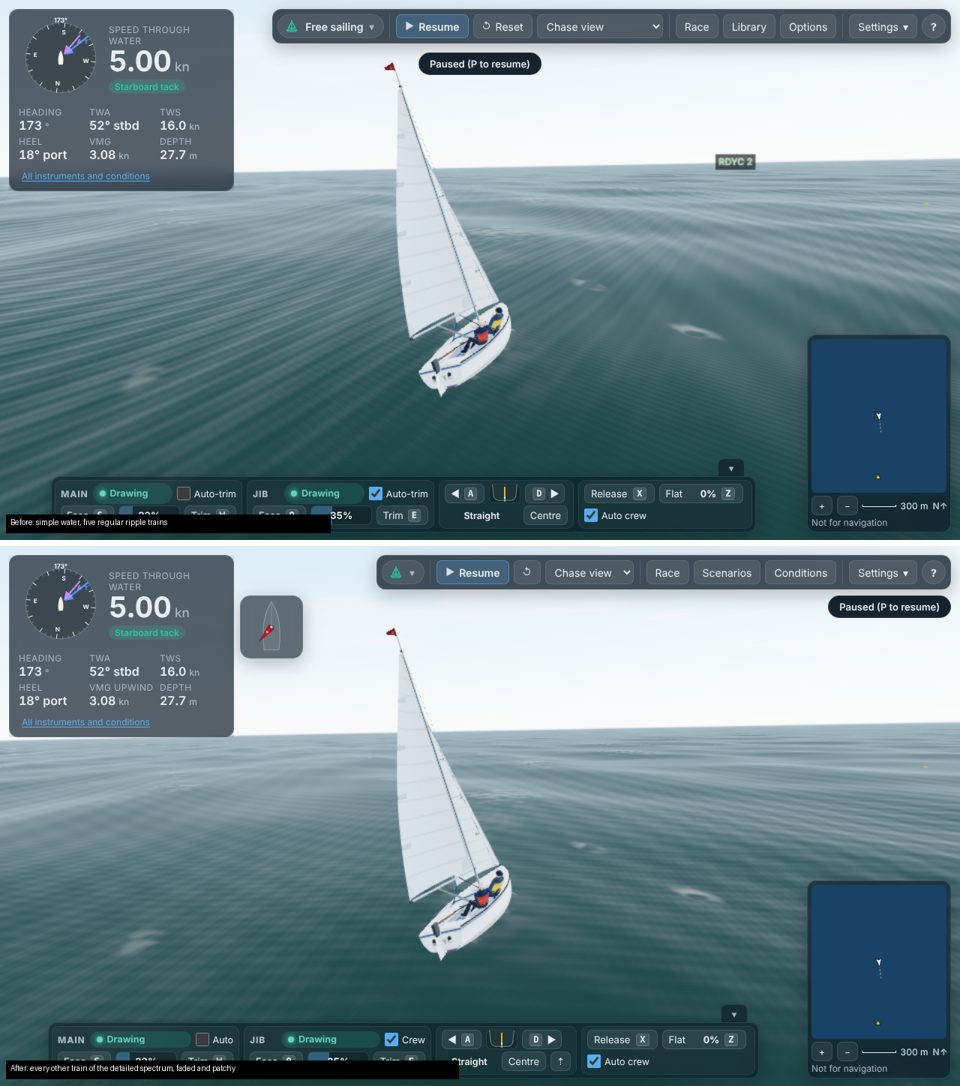 173°
S
E
W
N
SPEED THROUGH
WATER
5.00 kn
Starboard tack
HEADING TWA TWS
173 ° 52° stbd 16.0 kn
HEEL VMG DEPTH
18° port 3.08 kn 27.7 m
All instruments and conditions
Free sailing ▾ Resume Reset Chase view Race Library Options Settings ▾ ?
Paused (P to resume)
RDYC 2
MAIN Drawing Auto-trim JIB Drawing Auto-trim ◀ A D ▶ Release X Flat 0% Z
35% Trim E Straight Centre Auto crew
+ − 300 m N↑
Not for navigation
Before: simple water, five regular ripple trains
173°
S
E
W
N
SPEED THROUGH
WATER
5.00 kn
Starboard tack
HEADING TWA TWS
173 ° 52° stbd 16.0 kn
HEEL VMG UPWIND DEPTH
18° port 3.08 kn 27.7 m
All instruments and conditions
▾ Resume Chase view Race Scenarios Conditions Settings ▾ ?
Paused (P to resume)
MAIN Drawing Auto JIB Drawing Crew ◀ A D ▶ Release X Flat 0% Z
Straight Centre ↑ Auto crew
+ − 300 m N↑
Not for navigation
After: every other train of the detailed spectrum, faded and patchy